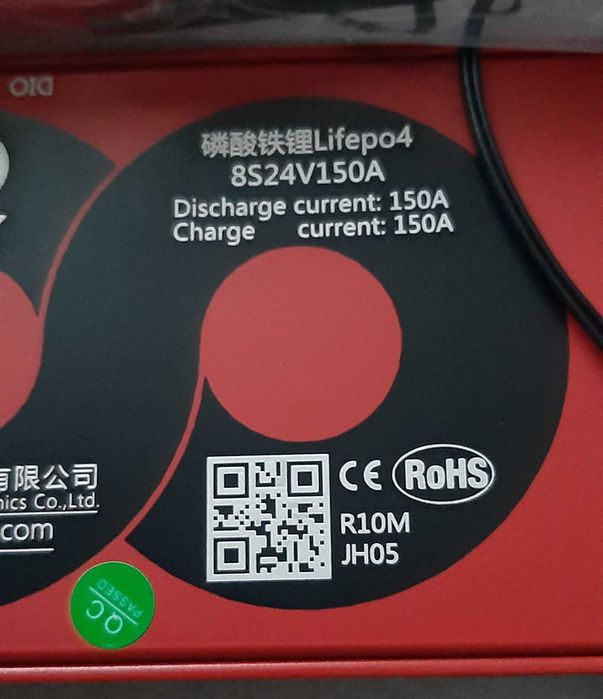 DIO
磷酸铁锂Lifepo4
8S24V150A
Discharge current: 150A
Charge current: 150A
有限公司
nics Co.,Ltd.
.com
CE RoHS
R10M
JH05
QC
PASSED